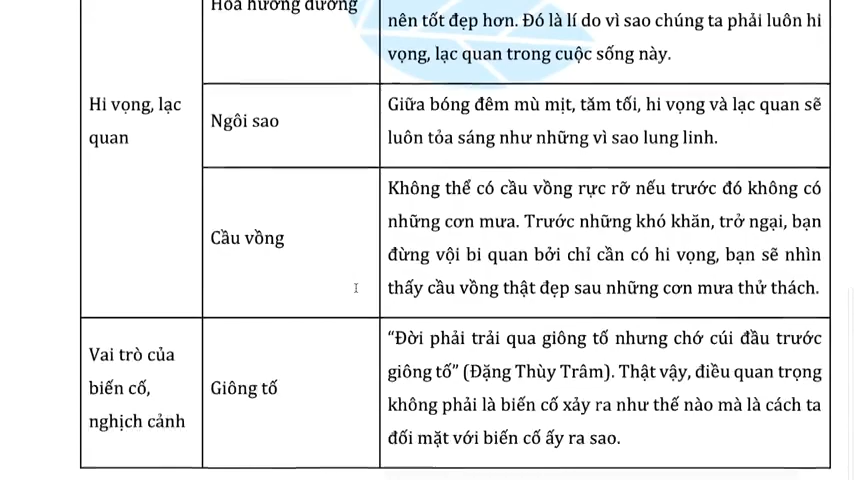 Hoa hướng dương
nên tốt đẹp hơn. Đó là lí do vì sao chúng ta phải luôn hi
vọng, lạc quan trong cuộc sống này.
Hi vọng, lạc
quan
Ngôi sao
Giữa bóng đêm mù mịt, tăm tối, hi vọng và lạc quan sẽ
luôn tỏa sáng như những vì sao lung linh.
Cầu vồng
Không thể có cầu vồng rực rỡ nếu trước đó không có
những cơn mưa. Trước những khó khăn, trở ngại, bạn
đừng vội bi quan bởi chỉ cần có hi vọng, bạn sẽ nhìn
thấy cầu vồng thật đẹp sau những cơn mưa thử thách.
Vai trò của
biến cố,
nghịch cảnh
Giông tố
“Đời phải trải qua giông tố nhưng chớ cúi đầu trước
giông tố” (Đặng Thùy Trâm). Thật vậy, điều quan trọng
không phải là biến cố xảy ra như thế nào mà là cách ta
đối mặt với biến cố ấy ra sao.